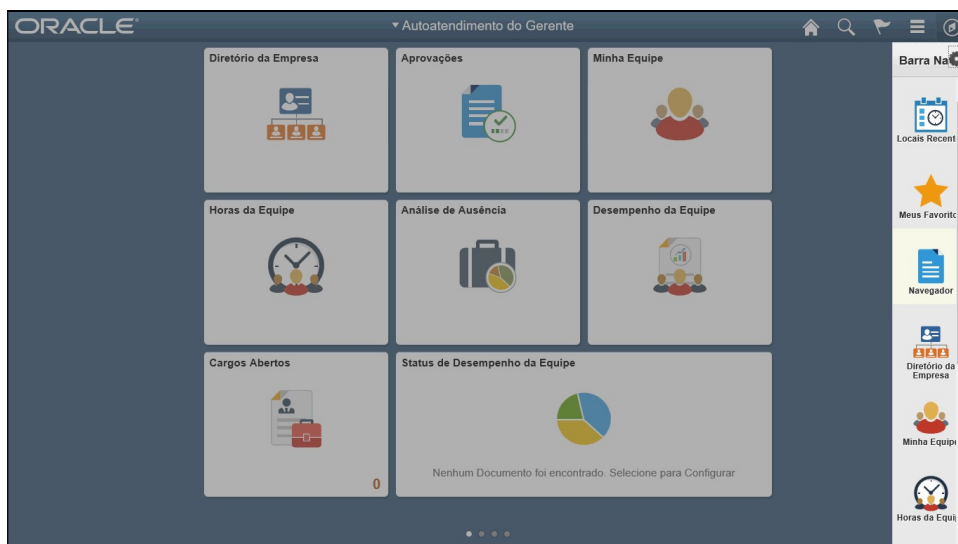 ORACLE
Autoatendimento do Gerente
Diretório da Empresa
Aprovações
Minha Equipe
Horas da Equipe
Análise de Ausência
Desempenho da Equipe
Cargos Abertos
0
Status de Desempenho da Equipe
Nenhum Documento foi encontrado. Selecione para Configurar
Barra Na
Locais Recent
Meus Favorito
Navegador
Diretório da
Empresa
Minha Equip
Horas da Equi